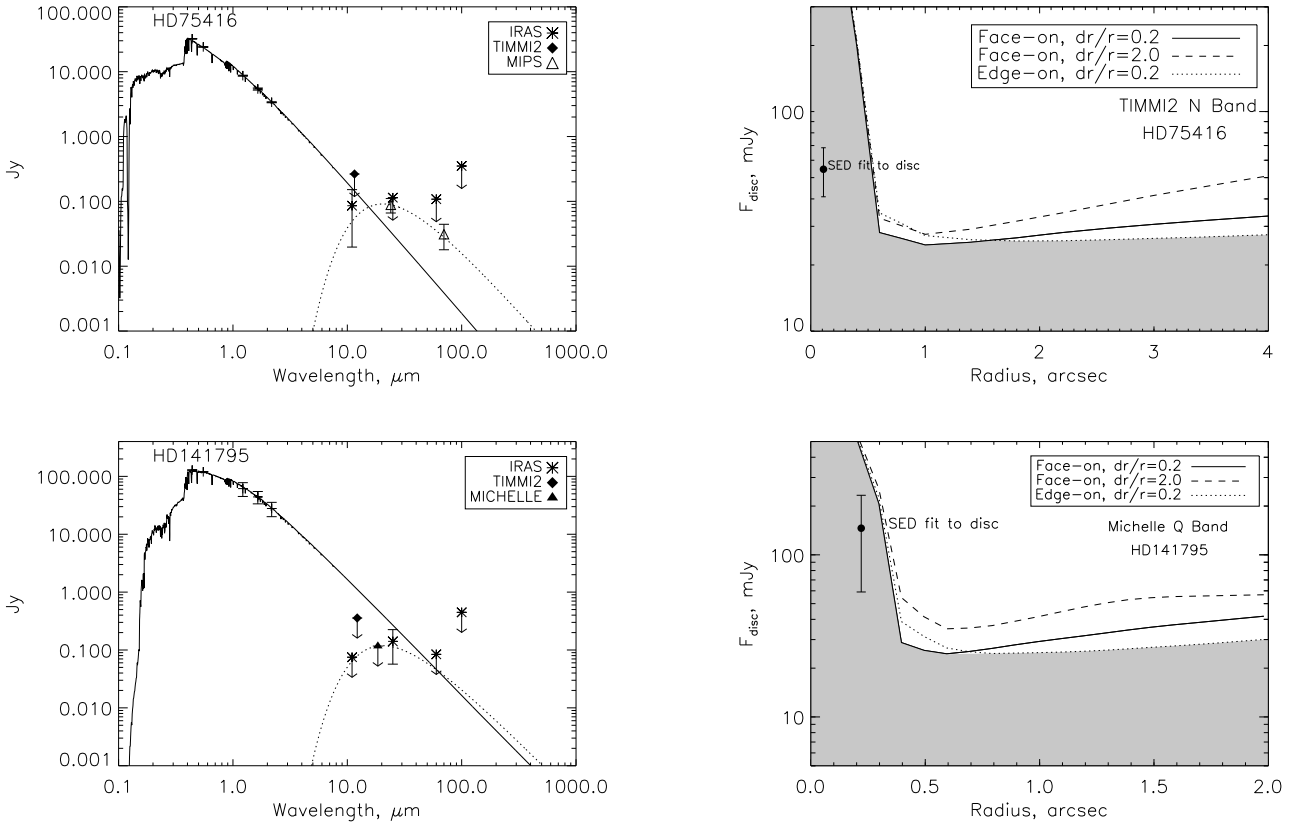 HD75416
IRAS
TIMMI2
MIPS
Jy
100.000
10.000
1.000
0.100
0.010
0.001
0.1 1.0 10.0 100.0 1000.0
Wavelength, μm
Face-on, dr/r=0.2
Face-on, dr/r=2.0
Edge-on, dr/r=0.2
TIMMI2 N Band
HD75416
SED fit to disc
F_disc, mJy
100
10
0 1 2 3 4
Radius, arcsec
HD141795
IRAS
TIMMI2
MICHELLE
Jy
100.000
10.000
1.000
0.100
0.010
0.001
0.1 1.0 10.0 100.0 1000.0
Wavelength, μm
Face-on, dr/r=0.2
Face-on, dr/r=2.0
Edge-on, dr/r=0.2
Michelle Q Band
HD141795
SED fit to disc
F_disc, mJy
100
10
0.0 0.5 1.0 1.5 2.0
Radius, arcsec